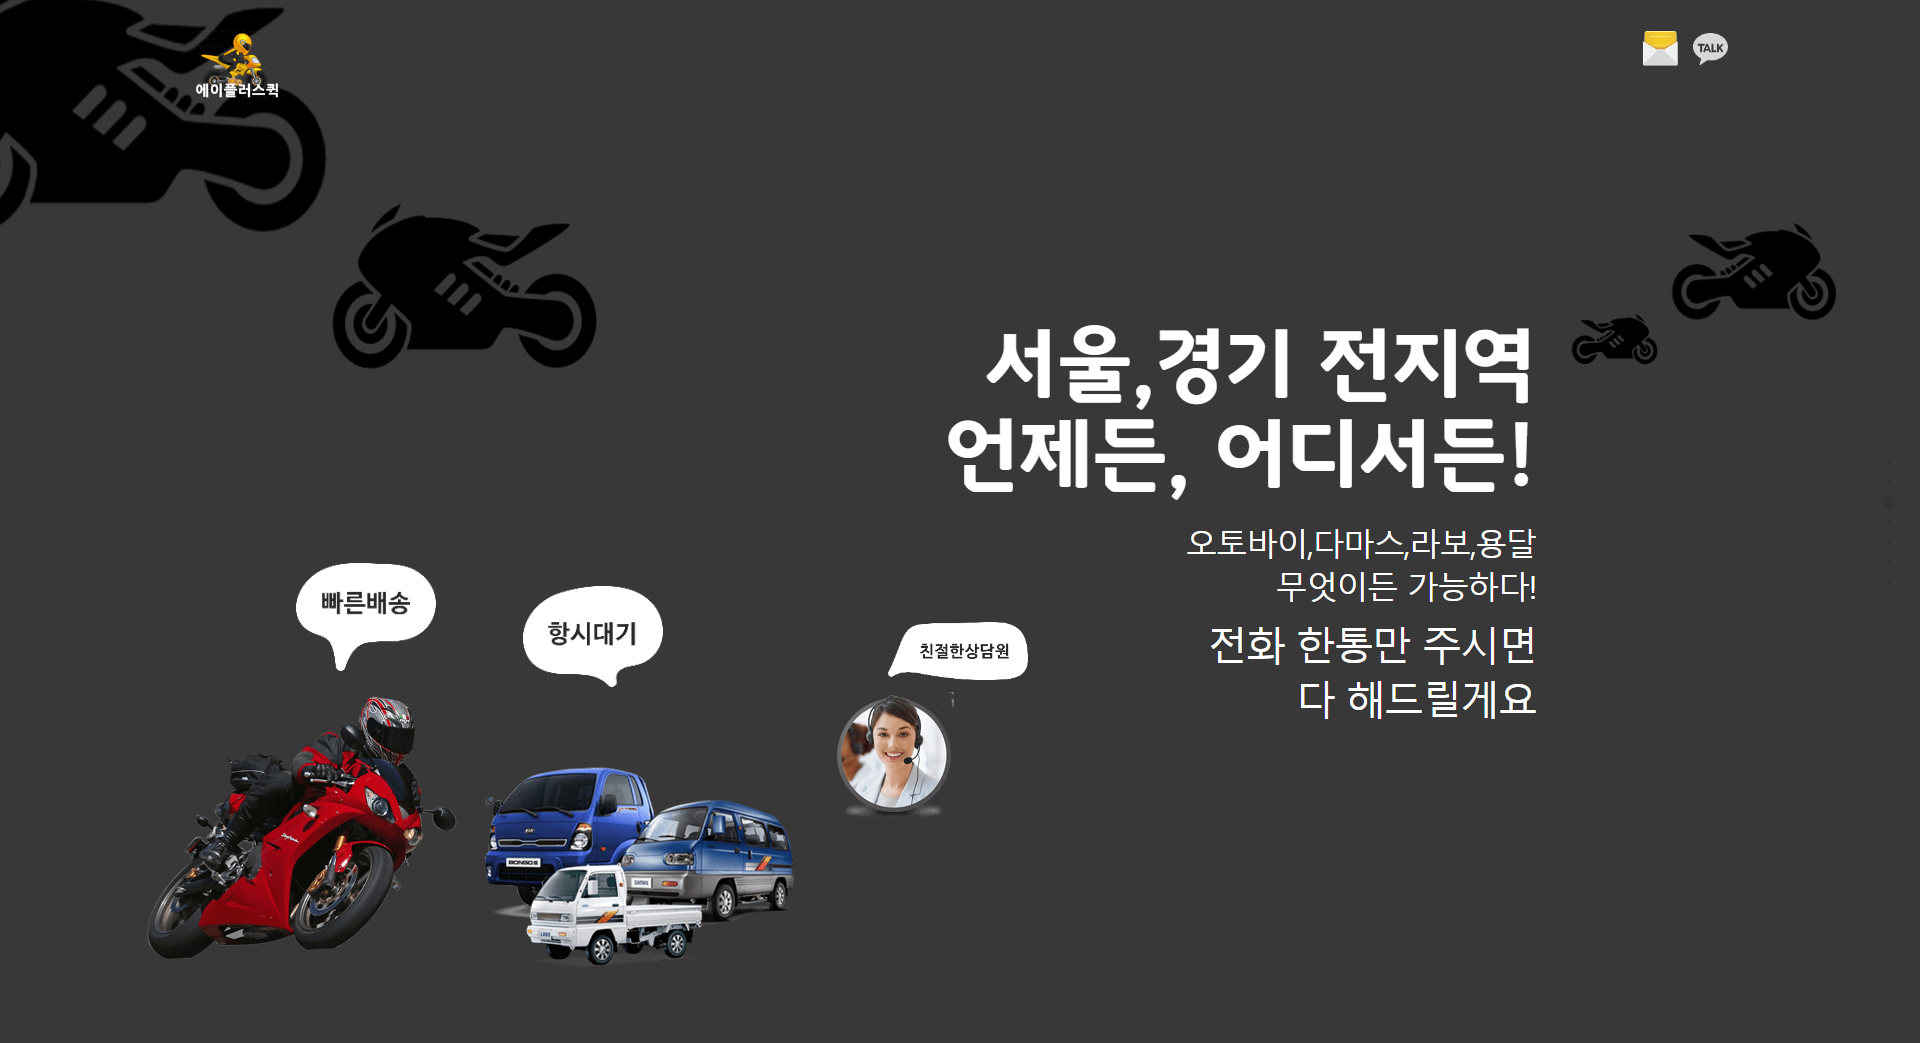 에이플러스퀵
TALK
서울,경기 전지역
언제든, 어디서든!
오토바이,다마스,라보,용달
무엇이든 가능하다!
전화 한통만 주시면
다 해드릴게요
빠른배송
항시대기
친절한상담원
BONGO III